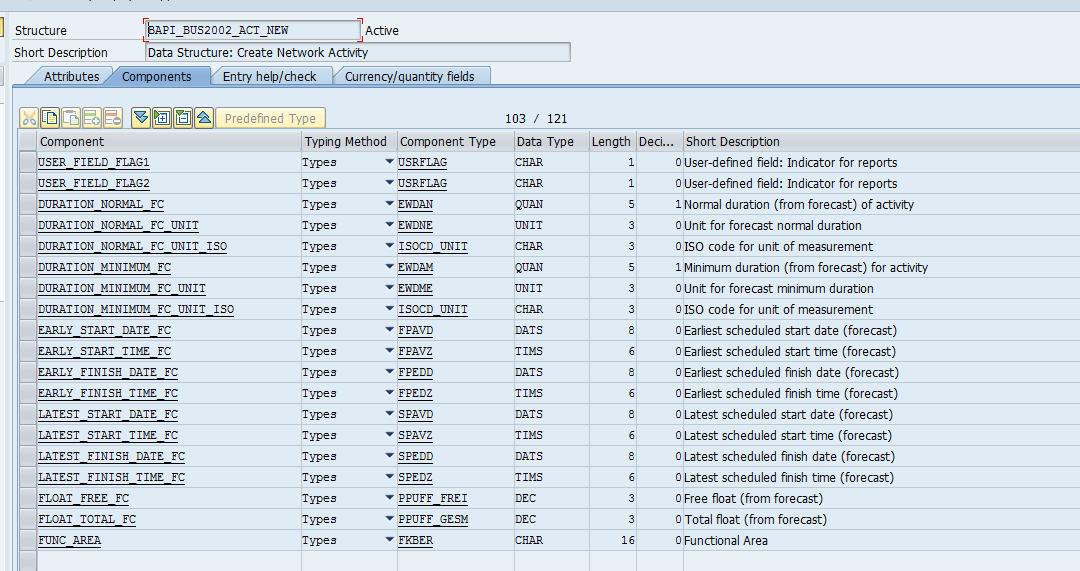 Structure BAPI_BUS2002_ACT_NEW Active
Short Description Data Structure: Create Network Activity
Attributes Components Entry help/check Currency/quantity fields
Predefined Type 103 / 121
Component Typing Method Component Type Data Type Length Deci... Short Description
USER_FIELD_FLAG1 Types USRFLAG CHAR 1 0 User-defined field: Indicator for reports
USER_FIELD_FLAG2 Types USRFLAG CHAR 1 0 User-defined field: Indicator for reports
DURATION_NORMAL_FC Types EWDAN QUAN 5 1 Normal duration (from forecast) of activity
DURATION_NORMAL_FC_UNIT Types EWDNE UNIT 3 0 Unit for forecast normal duration
DURATION_NORMAL_FC_UNIT_ISO Types ISOCD_UNIT CHAR 3 0 ISO code for unit of measurement
DURATION_MINIMUM_FC Types EWDAM QUAN 5 1 Minimum duration (from forecast) for activity
DURATION_MINIMUM_FC_UNIT Types EWDME UNIT 3 0 Unit for forecast minimum duration
DURATION_MINIMUM_FC_UNIT_ISO Types ISOCD_UNIT CHAR 3 0 ISO code for unit of measurement
EARLY_START_DATE_FC Types FPAVD DATS 8 0 Earliest scheduled start date (forecast)
EARLY_START_TIME_FC Types FPAVZ TIMS 6 0 Earliest scheduled start time (forecast)
EARLY_FINISH_DATE_FC Types FPEDD DATS 8 0 Earliest scheduled finish date (forecast)
EARLY_FINISH_TIME_FC Types FPEDZ TIMS 6 0 Earliest scheduled finish time (forecast)
LATEST_START_DATE_FC Types SPAVD DATS 8 0 Latest scheduled start date (forecast)
LATEST_START_TIME_FC Types SPAVZ TIMS 6 0 Latest scheduled start time (forecast)
LATEST_FINISH_DATE_FC Types SPEDD DATS 8 0 Latest scheduled finish date (forecast)
LATEST_FINISH_TIME_FC Types SPEDZ TIMS 6 0 Latest scheduled finish time (forecast)
FLOAT_FREE_FC Types PPUFF_FREI DEC 3 0 Free float (from forecast)
FLOAT_TOTAL_FC Types PPUFF_GESM DEC 3 0 Total float (from forecast)
FUNC_AREA Types FKBER CHAR 16 0 Functional Area